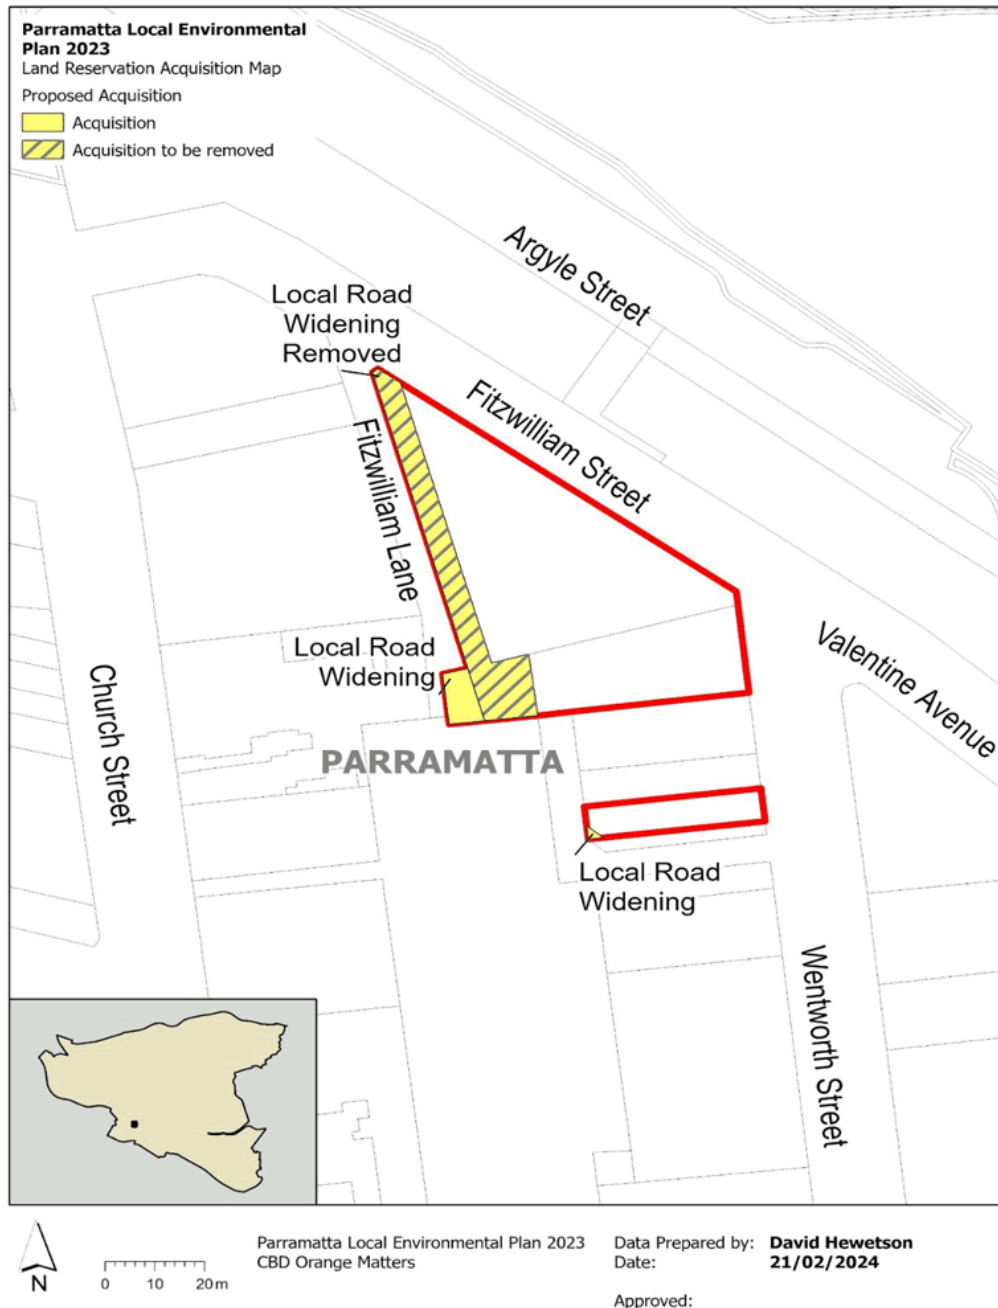 Parramatta Local Environmental
Plan 2023
Land Reservation Acquisition Map
Proposed Acquisition
Acquisition
Acquisition to be removed
Argyle Street
Local Road
Widening
Removed
Fitzwilliam Street
Fitzwilliam Lane
Valentine Avenue
Local Road
Widening
Church Street
PARRAMATTA
Local Road
Widening
Wentworth Street
N
0 10 20 m
Parramatta Local Environmental Plan 2023
CBD Orange Matters
Data Prepared by: David Hewetson
Date: 21/02/2024
Approved: